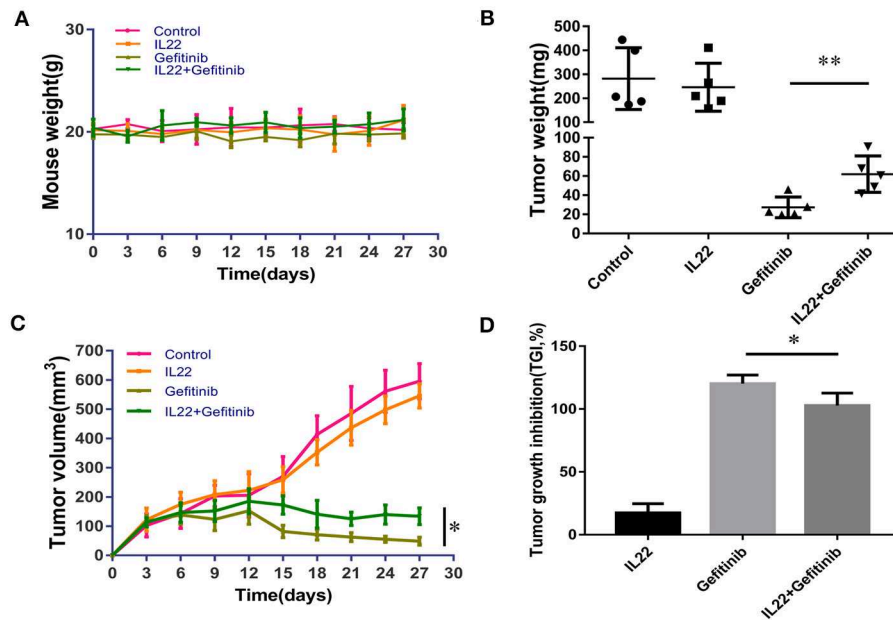 A
30
20
10
Mouse weight(g)
Control
IL22
Gefitinib
IL22+Gefitinib
0 3 6 9 12 15 18 21 24 27 30
Time(days)
B
500
400
300
200
100
80
60
40
20
0
Tumor weight(mg)
**
Control
IL22
Gefitinib
IL22+Gefitinib
C
700
600
500
400
300
200
100
0
Tumor volume(mm³)
Control
IL22
Gefitinib
IL22+Gefitinib
*
0 3 6 9 12 15 18 21 24 27 30
Time(days)
D
150
100
50
0
Tumor growth inhibition(TGI,%)
*
IL22
Gefitinib
IL22+Gefitinib